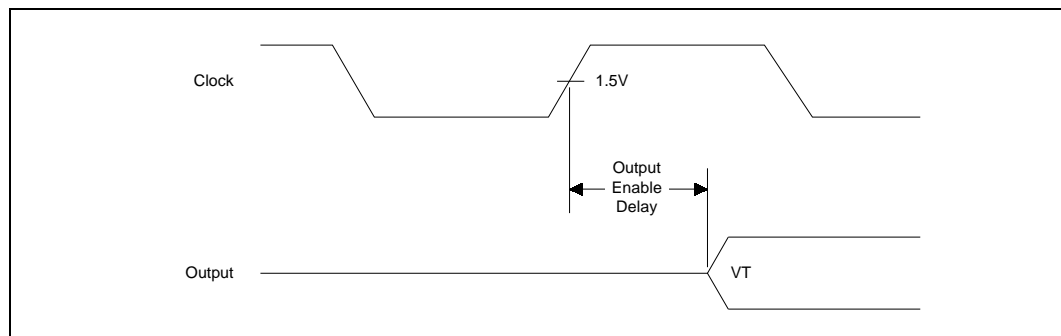 Clock
1.5V
Output
Enable
Delay
Output
VT